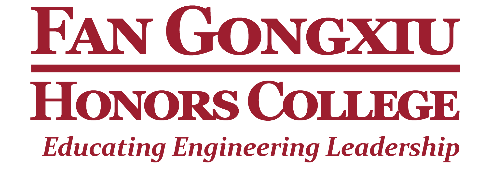 FAN GONGXIU
HONORS COLLEGE
Educating Engineering Leadership